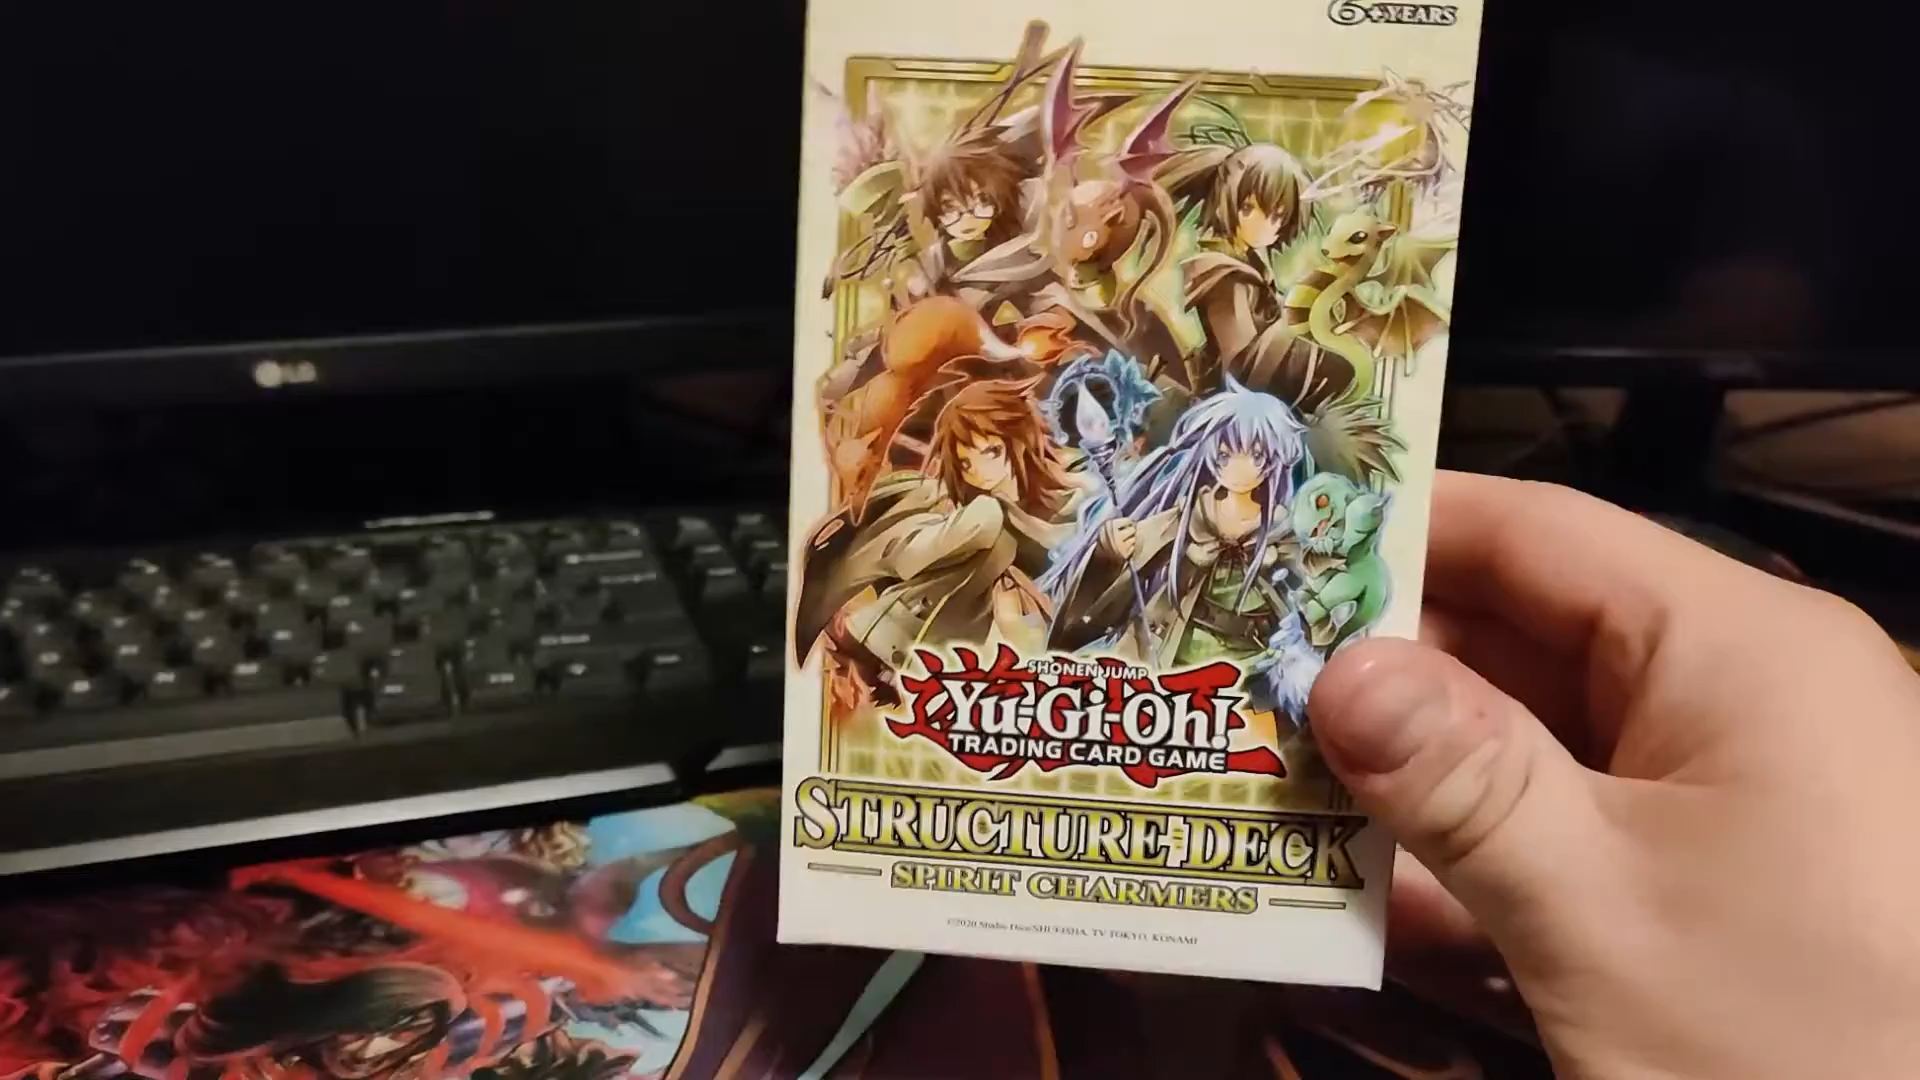 6+YEARS
LG
SHONEN JUMP
Yu-Gi-Oh!
TRADING CARD GAME
STRUCTURE DECK
SPIRIT CHARMERS
©2020 Studio Dice/SHUEISHA, TV TOKYO, KONAMI